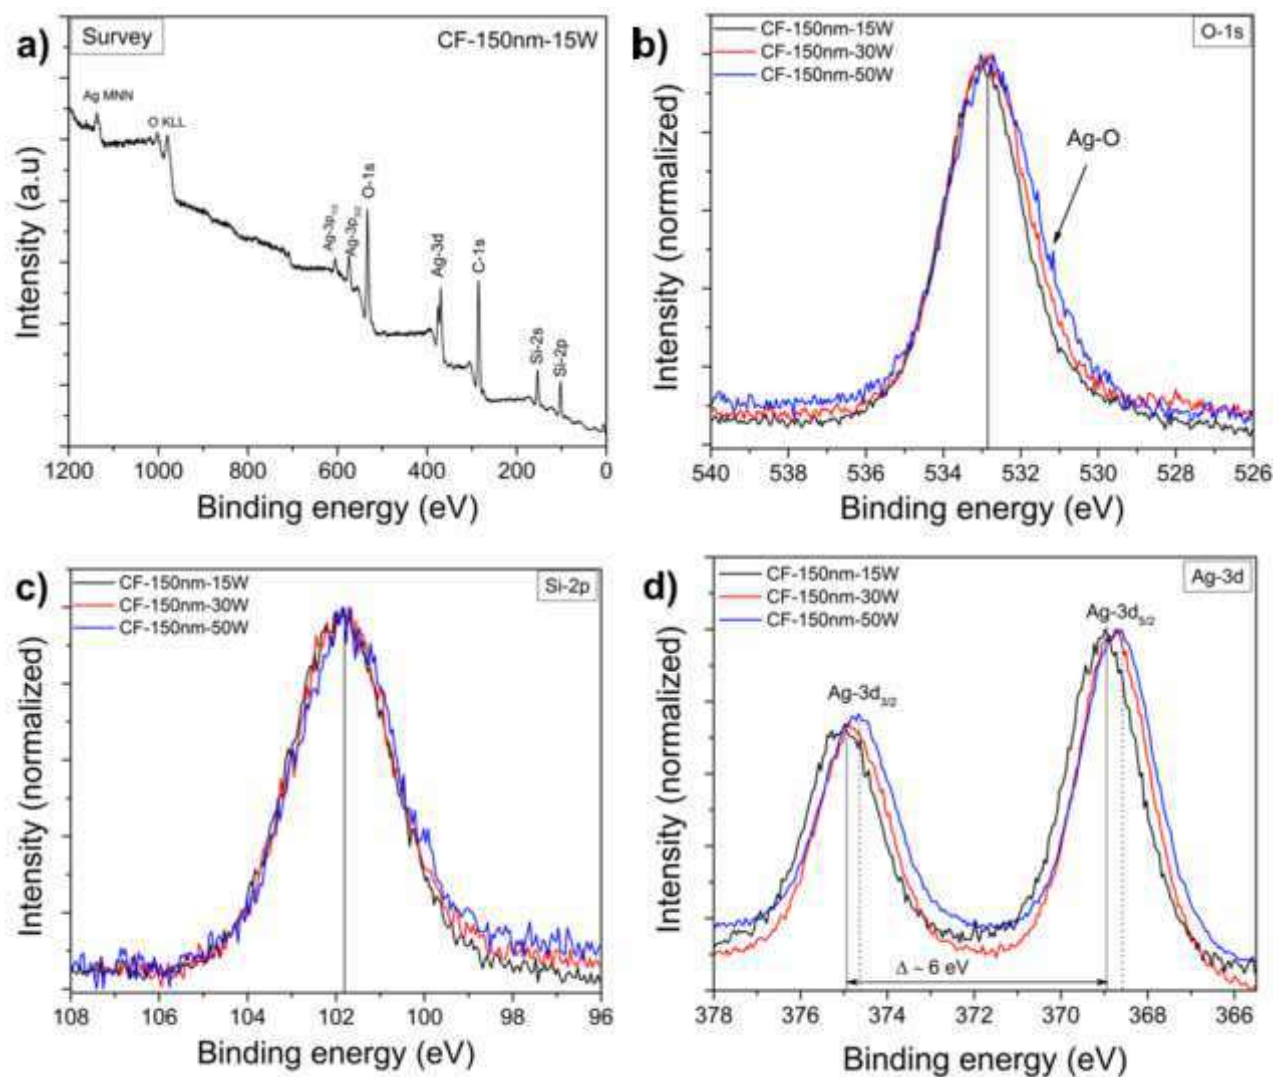 a)
Survey
CF-150nm-15W
Ag MNN
O KLL
Ag-3p1/2
Ag-3p3/2
O-1s
Ag-3d
C-1s
Si-2s
Si-2p
Intensity (a.u)
1200 1000 800 600 400 200 0
Binding energy (eV)
b)
CF-150nm-15W
CF-150nm-30W
CF-150nm-50W
O-1s
Ag-O
Intensity (normalized)
540 538 536 534 532 530 528 526
Binding energy (eV)
c)
CF-150nm-15W
CF-150nm-30W
CF-150nm-50W
Si-2p
Intensity (normalized)
108 106 104 102 100 98 96
Binding energy (eV)
d)
CF-150nm-15W
CF-150nm-30W
CF-150nm-50W
Ag-3d
Ag-3d5/2
Ag-3d3/2
Δ ~ 6 eV
Intensity (normalized)
378 376 374 372 370 368 366
Binding energy (eV)